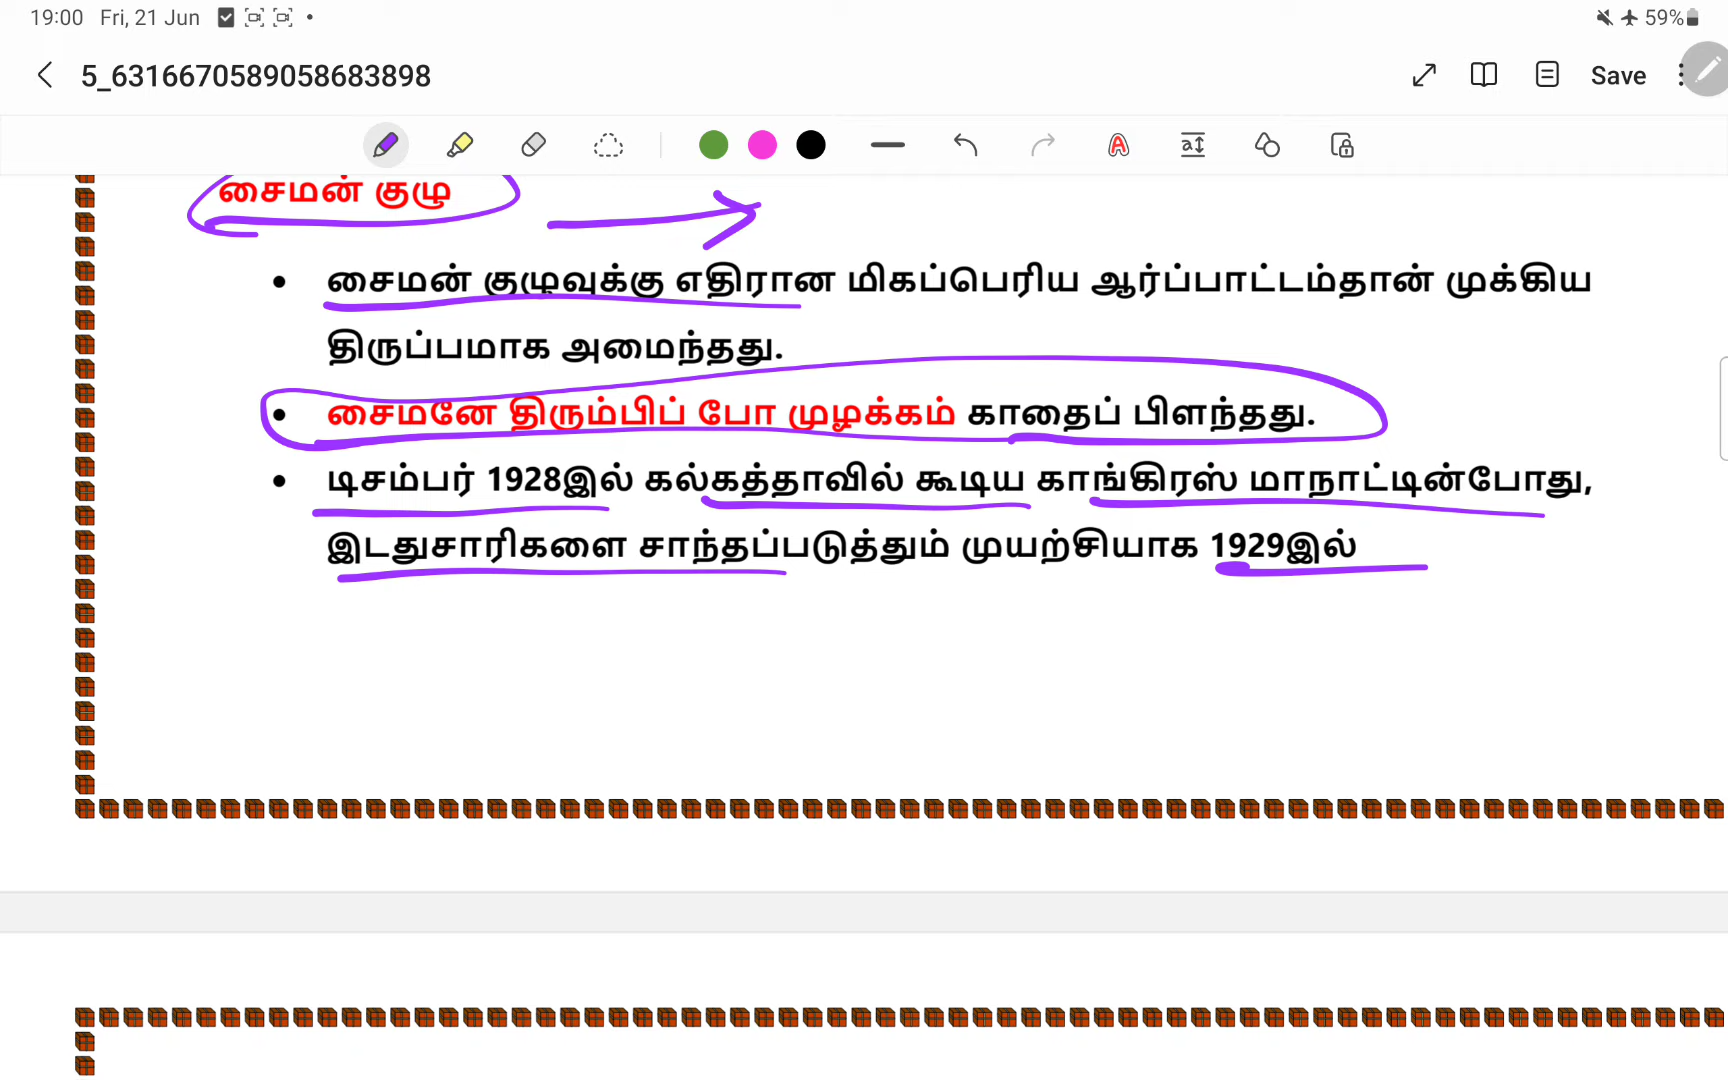 19:00 Fri, 21 Jun 59%
5_6316670589058683898 Save
சைமன் குழு
• சைமன் குழுவுக்கு எதிரான மிகப்பெரிய ஆர்ப்பாட்டம்தான் முக்கிய
திருப்பமாக அமைந்தது.
• சைமனே திரும்பிப் போ முழக்கம் காதைப் பிளந்தது.
• டிசம்பர் 1928இல் கல்கத்தாவில் கூடிய காங்கிரஸ் மாநாட்டின்போது,
இடதுசாரிகளை சாந்தப்படுத்தும் முயற்சியாக 1929இல்